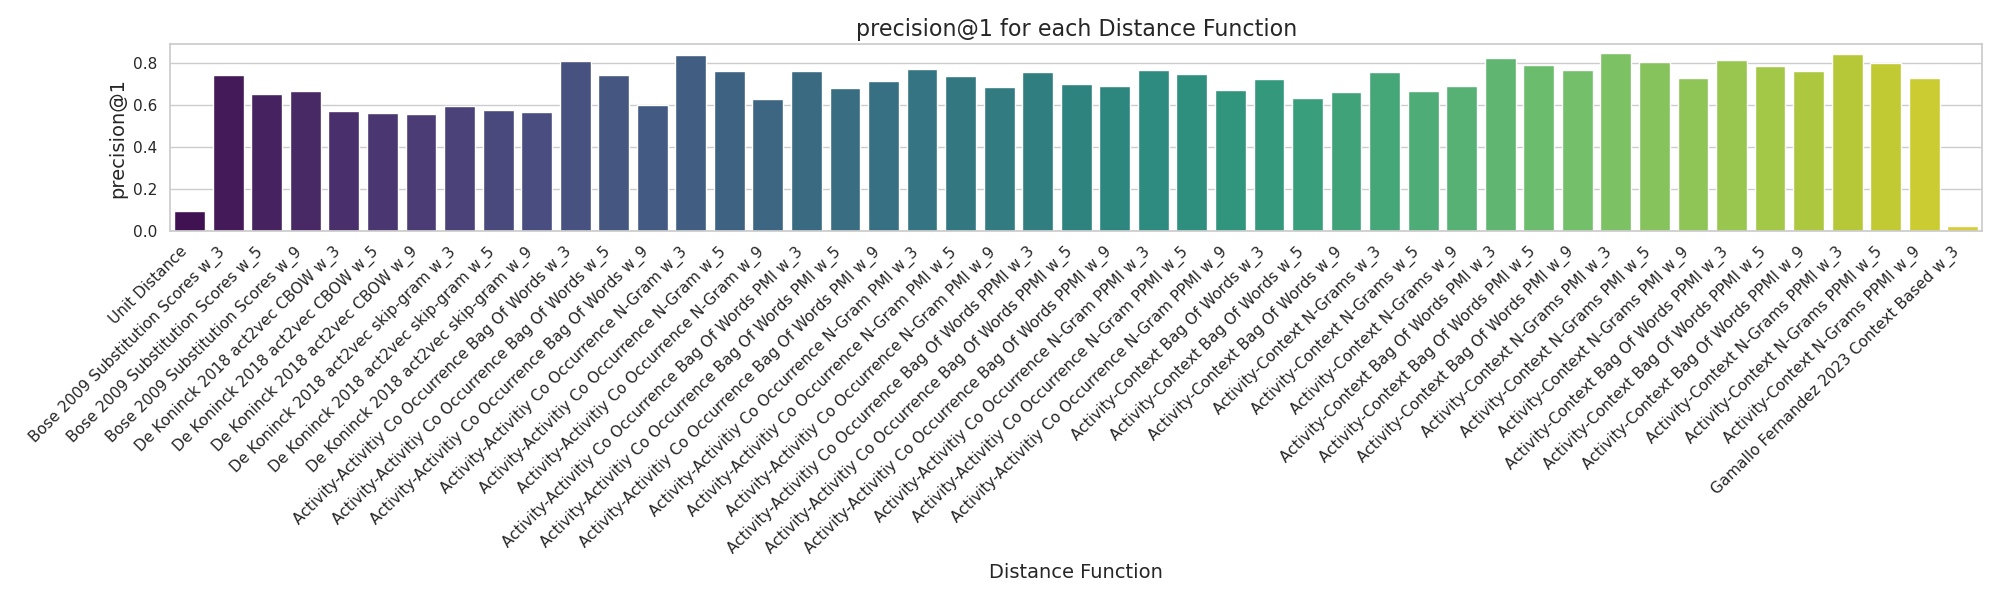 precision@1 for each Distance Function
precision@1
0.8
0.6
0.4
0.2
0.0
Unit Distance
Bose 2009 Substitution Scores w_3
Bose 2009 Substitution Scores w_5
Bose 2009 Substitution Scores w_9
De Koninck 2018 act2vec CBOW w_3
De Koninck 2018 act2vec CBOW w_5
De Koninck 2018 act2vec CBOW w_9
De Koninck 2018 act2vec skip-gram w_3
De Koninck 2018 act2vec skip-gram w_5
De Koninck 2018 act2vec skip-gram w_9
Activity-Activitiy Co Occurrence Bag Of Words w_3
Activity-Activitiy Co Occurrence Bag Of Words w_5
Activity-Activitiy Co Occurrence Bag Of Words w_9
Activity-Activitiy Co Occurrence N-Gram w_3
Activity-Activitiy Co Occurrence N-Gram w_5
Activity-Activitiy Co Occurrence N-Gram w_9
Activity-Activitiy Co Occurrence Bag Of Words PMI w_3
Activity-Activitiy Co Occurrence Bag Of Words PMI w_5
Activity-Activitiy Co Occurrence Bag Of Words PMI w_9
Activity-Activitiy Co Occurrence N-Gram PMI w_3
Activity-Activitiy Co Occurrence N-Gram PMI w_5
Activity-Activitiy Co Occurrence N-Gram PMI w_9
Activity-Activitiy Co Occurrence Bag Of Words PPMI w_3
Activity-Activitiy Co Occurrence Bag Of Words PPMI w_5
Activity-Activitiy Co Occurrence Bag Of Words PPMI w_9
Activity-Activitiy Co Occurrence N-Gram PPMI w_3
Activity-Activitiy Co Occurrence N-Gram PPMI w_5
Activity-Activitiy Co Occurrence N-Gram PPMI w_9
Activity-Context Bag Of Words w_3
Activity-Context Bag Of Words w_5
Activity-Context Bag Of Words w_9
Activity-Context N-Grams w_3
Activity-Context N-Grams w_5
Activity-Context N-Grams w_9
Activity-Context Bag Of Words PMI w_3
Activity-Context Bag Of Words PMI w_5
Activity-Context Bag Of Words PMI w_9
Activity-Context N-Grams PMI w_3
Activity-Context N-Grams PMI w_5
Activity-Context N-Grams PMI w_9
Activity-Context Bag Of Words PPMI w_3
Activity-Context Bag Of Words PPMI w_5
Activity-Context Bag Of Words PPMI w_9
Activity-Context N-Grams PPMI w_3
Activity-Context N-Grams PPMI w_5
Activity-Context N-Grams PPMI w_9
Gamallo Fernandez 2023 Context Based w_3
Distance Function